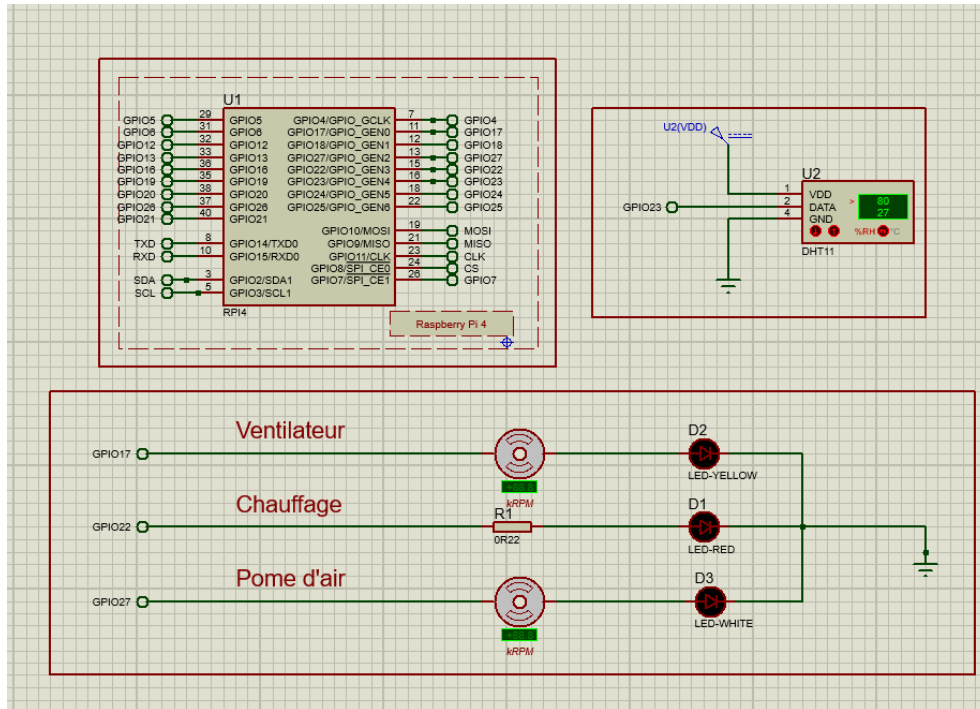 U1
GPIO5 29 GPIO5 GPIO4/GPIO_GCLK 7 GPIO4
GPIO6 31 GPIO6 GPIO17/GPIO_GEN0 11 GPIO17
GPIO12 32 GPIO12 GPIO18/GPIO_GEN1 12 GPIO18
GPIO13 33 GPIO13 GPIO27/GPIO_GEN2 13 GPIO27
GPIO16 36 GPIO16 GPIO22/GPIO_GEN3 15 GPIO22
GPIO19 35 GPIO19 GPIO23/GPIO_GEN4 16 GPIO23
GPIO20 38 GPIO20 GPIO24/GPIO_GEN5 18 GPIO24
GPIO26 37 GPIO26 GPIO25/GPIO_GEN6 22 GPIO25
GPIO21 40 GPIO21
GPIO10/MOSI 19 MOSI
TXD 8 GPIO14/TXD0 GPIO9/MISO 21 MISO
RXD 10 GPIO15/RXD0 GPIO11/CLK 23 CLK
GPIO8/SPI_CE0 24 CS
SDA 3 GPIO2/SDA1 GPIO7/SPI_CE1 26 GPIO7
SCL 5 GPIO3/SCL1
RPI4
Raspberry Pi 4
U2(VDD)
U2
1 VDD
GPIO23 2 DATA
4 GND
> 80
27
%RH °C
DHT11
Ventilateur
GPIO17
kRPM
D2
LED-YELLOW
Chauffage
GPIO22
R1
0R22
D1
LED-RED
Pome d'air
GPIO27
kRPM
D3
LED-WHITE